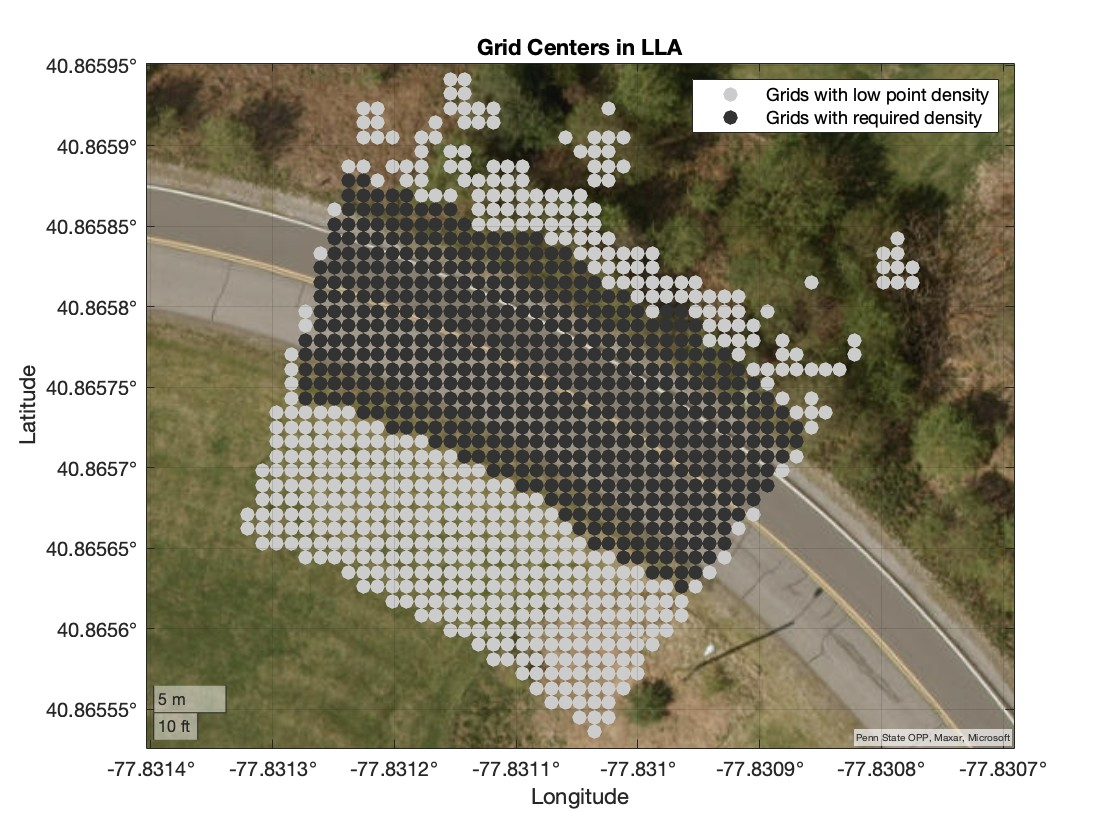 Grid Centers in LLA
40.86595°
40.8659°
40.86585°
40.8658°
40.86575°
40.8657°
40.86565°
40.8656°
40.86555°
Latitude
Grids with low point density
Grids with required density
5 m
10 ft
Penn State OPP, Maxar, Microsoft
-77.8314°
-77.8313°
-77.8312°
-77.8311°
-77.831°
-77.8309°
-77.8308°
-77.8307°
Longitude